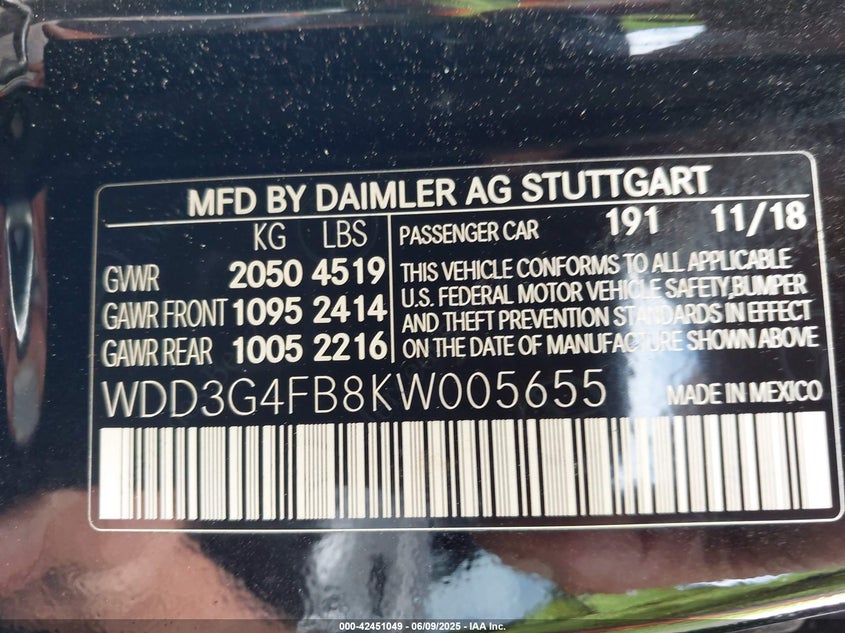 MFD BY DAIMLER AG STUTTGART
KG LBS
GVWR 2050 4519
GAWR FRONT 1095 2414
GAWR REAR 1005 2216
PASSENGER CAR 191 11/18
THIS VEHICLE CONFORMS TO ALL APPLICABLE
U.S. FEDERAL MOTOR VEHICLE SAFETY,BUMPER
AND THEFT PREVENTION STANDARDS IN EFFECT
ON THE DATE OF MANUFACTURE SHOWN ABOVE
WDD3G4FB8KW005655 MADE IN MEXICO
000-42451049 - 06/09/2025 - IAA Inc.